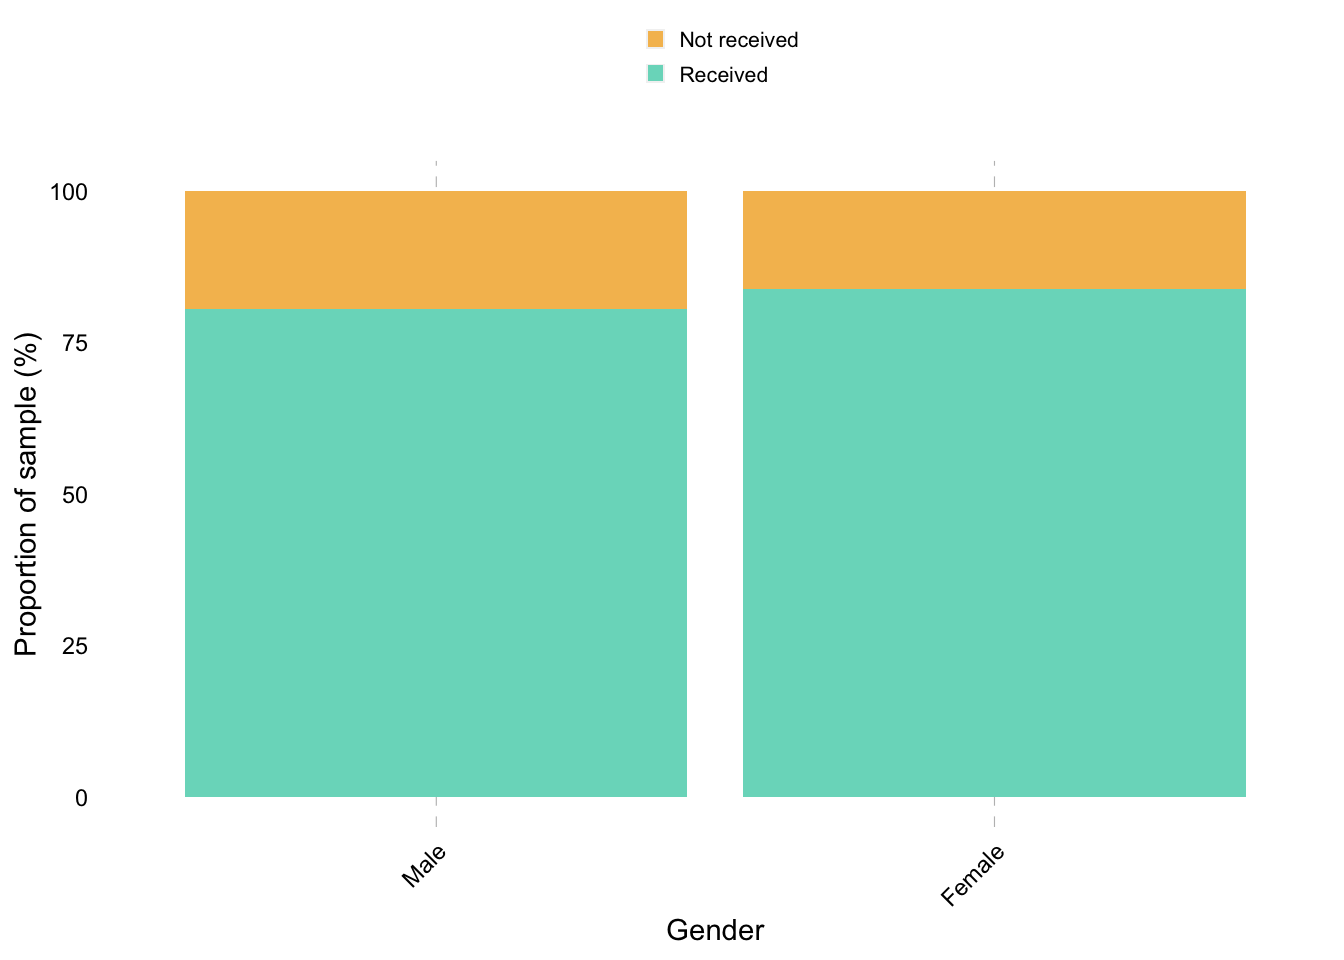 Not received
Received
100
75
50
25
0
Proportion of sample (%)
Male
Female
Gender